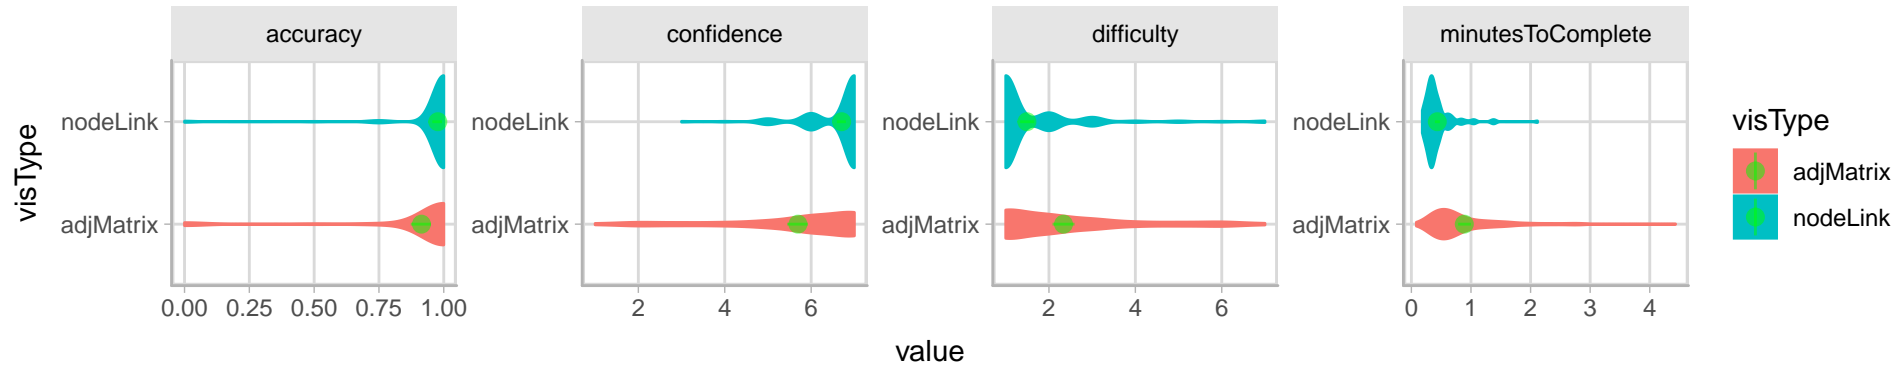 accuracy
confidence
difficulty
minutesToComplete
visType
nodeLink
adjMatrix
0.00 0.25 0.50 0.75 1.00
nodeLink
adjMatrix
2 4 6
nodeLink
adjMatrix
2 4 6
nodeLink
adjMatrix
0 1 2 3 4
value
visType
adjMatrix
nodeLink